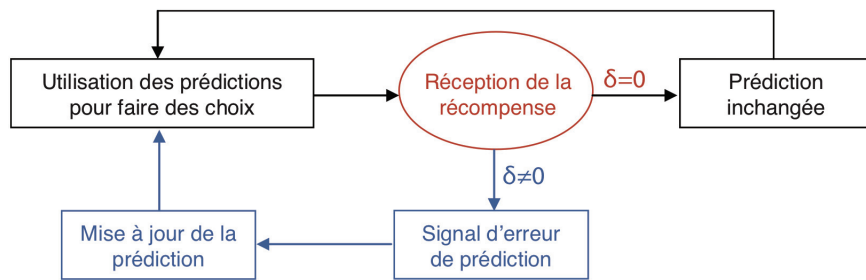 Utilisation des prédictions
pour faire des choix
Réception de la
récompense
δ=0
Prédiction
inchangée
δ≠0
Mise à jour de la
prédiction
Signal d'erreur
de prédiction